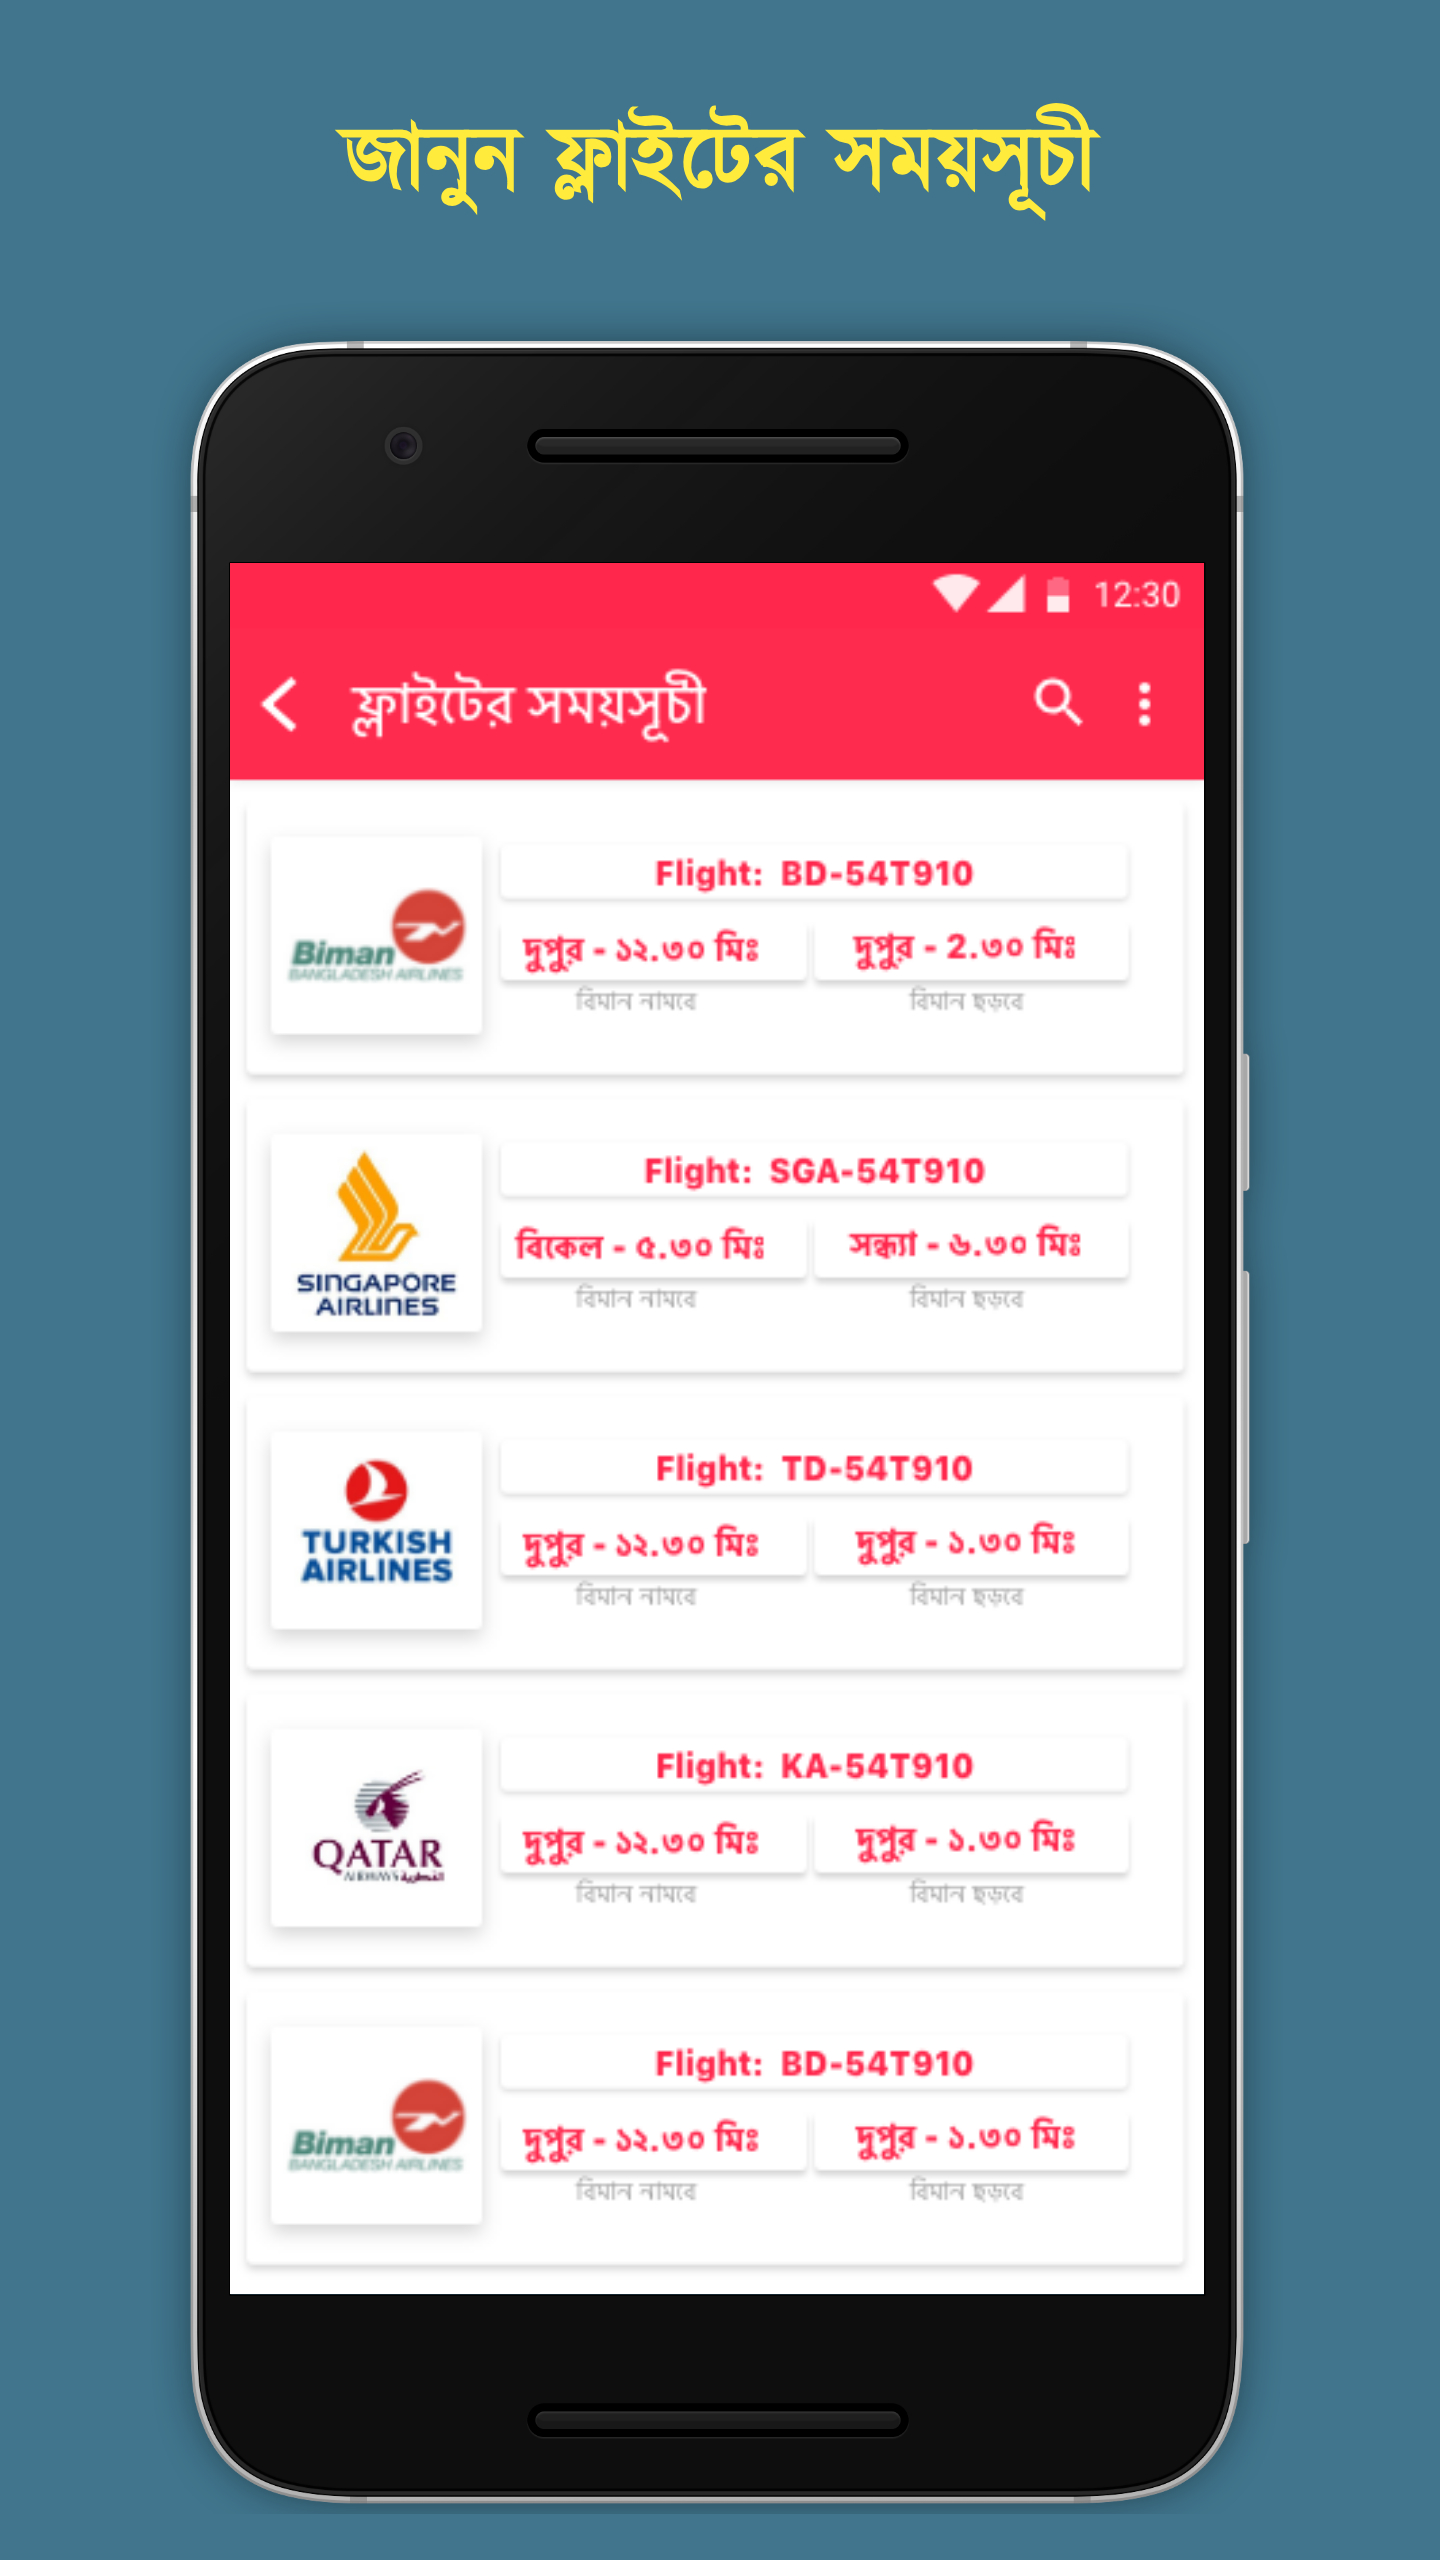 জানুন ফ্লাইটের সময়সূচী
12:30
ফ্লাইটের সময়সূচী
Flight: BD-54T910
Biman
BANGLADESH AIRLINES
দুপুর - ১২.৩০ মিঃ দুপুর - 2.৩০ মিঃ
বিমান নামবে বিমান ছড়বে
Flight: SGA-54T910
SINGAPORE
AIRLINES
বিকেল - ৫.৩০ মিঃ সন্ধ্যা - ৬.৩০ মিঃ
বিমান নামবে বিমান ছড়বে
Flight: TD-54T910
TURKISH
AIRLINES
দুপুর - ১২.৩০ মিঃ দুপুর - ১.৩০ মিঃ
বিমান নামবে বিমান ছড়বে
Flight: KA-54T910
QATAR
AIRWAYS القطرية
দুপুর - ১২.৩০ মিঃ দুপুর - ১.৩০ মিঃ
বিমান নামবে বিমান ছড়বে
Flight: BD-54T910
Biman
BANGLADESH AIRLINES
দুপুর - ১২.৩০ মিঃ দুপুর - ১.৩০ মিঃ
বিমান নামবে বিমান ছড়বে